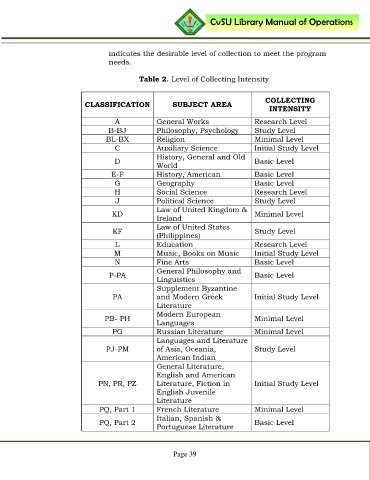 CvSU Library Manual of Operations
indicates the desirable level of collection to meet the program
needs.
Table 2. Level of Collecting Intensity
CLASSIFICATION SUBJECT AREA COLLECTING INTENSITY
A General Works Research Level
B-BJ Philosophy, Psychology Study Level
BL-BX Religion Minimal Level
C Auxiliary Science Initial Study Level
D History, General and Old World Basic Level
E-F History, American Basic Level
G Geography Basic Level
H Social Science Research Level
J Political Science Study Level
KD Law of United Kingdom & Ireland Minimal Level
KF Law of United States (Philippines) Study Level
L Education Research Level
M Music, Books on Music Initial Study Level
N Fine Arts Basic Level
P-PA General Philosophy and Linguistics Basic Level
PA Supplement Byzantine and Modern Greek Literature Initial Study Level
PB- PH Modern European Languages Minimal Level
PG Russian Literature Minimal Level
PJ-PM Languages and Literature of Asia, Oceania, American Indian Study Level
PN, PR, PZ General Literature, English and American Literature, Fiction in English Juvenile Literature Initial Study Level
PQ, Part 1 French Literature Minimal Level
PQ, Part 2 Italian, Spanish & Portuguese Literature Basic Level
Page 39